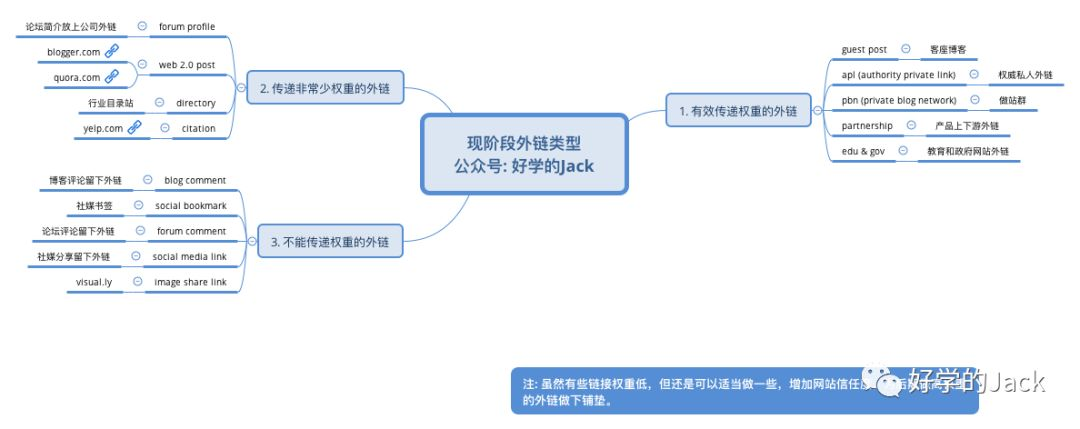 现阶段外链类型
公众号: 好学的Jack
1. 有效传递权重的外链
guest post 客座博客
apl (authority private link) 权威私人外链
pbn (private blog network) 做站群
partnership 产品上下游外链
edu & gov 教育和政府网站外链
2. 传递非常少权重的外链
论坛简介放上公司外链 forum profile
blogger.com
web 2.0 post
quora.com
行业目录站 directory
yelp.com citation
3. 不能传递权重的外链
博客评论留下外链 blog comment
社媒书签 social bookmark
论坛评论留下外链 forum comment
社媒分享留下外链 social media link
visual.ly image share link
注: 虽然有些链接权重低，但还是可以适当做一些，增加网站信任度
的外链做下铺垫。
好学的Jack